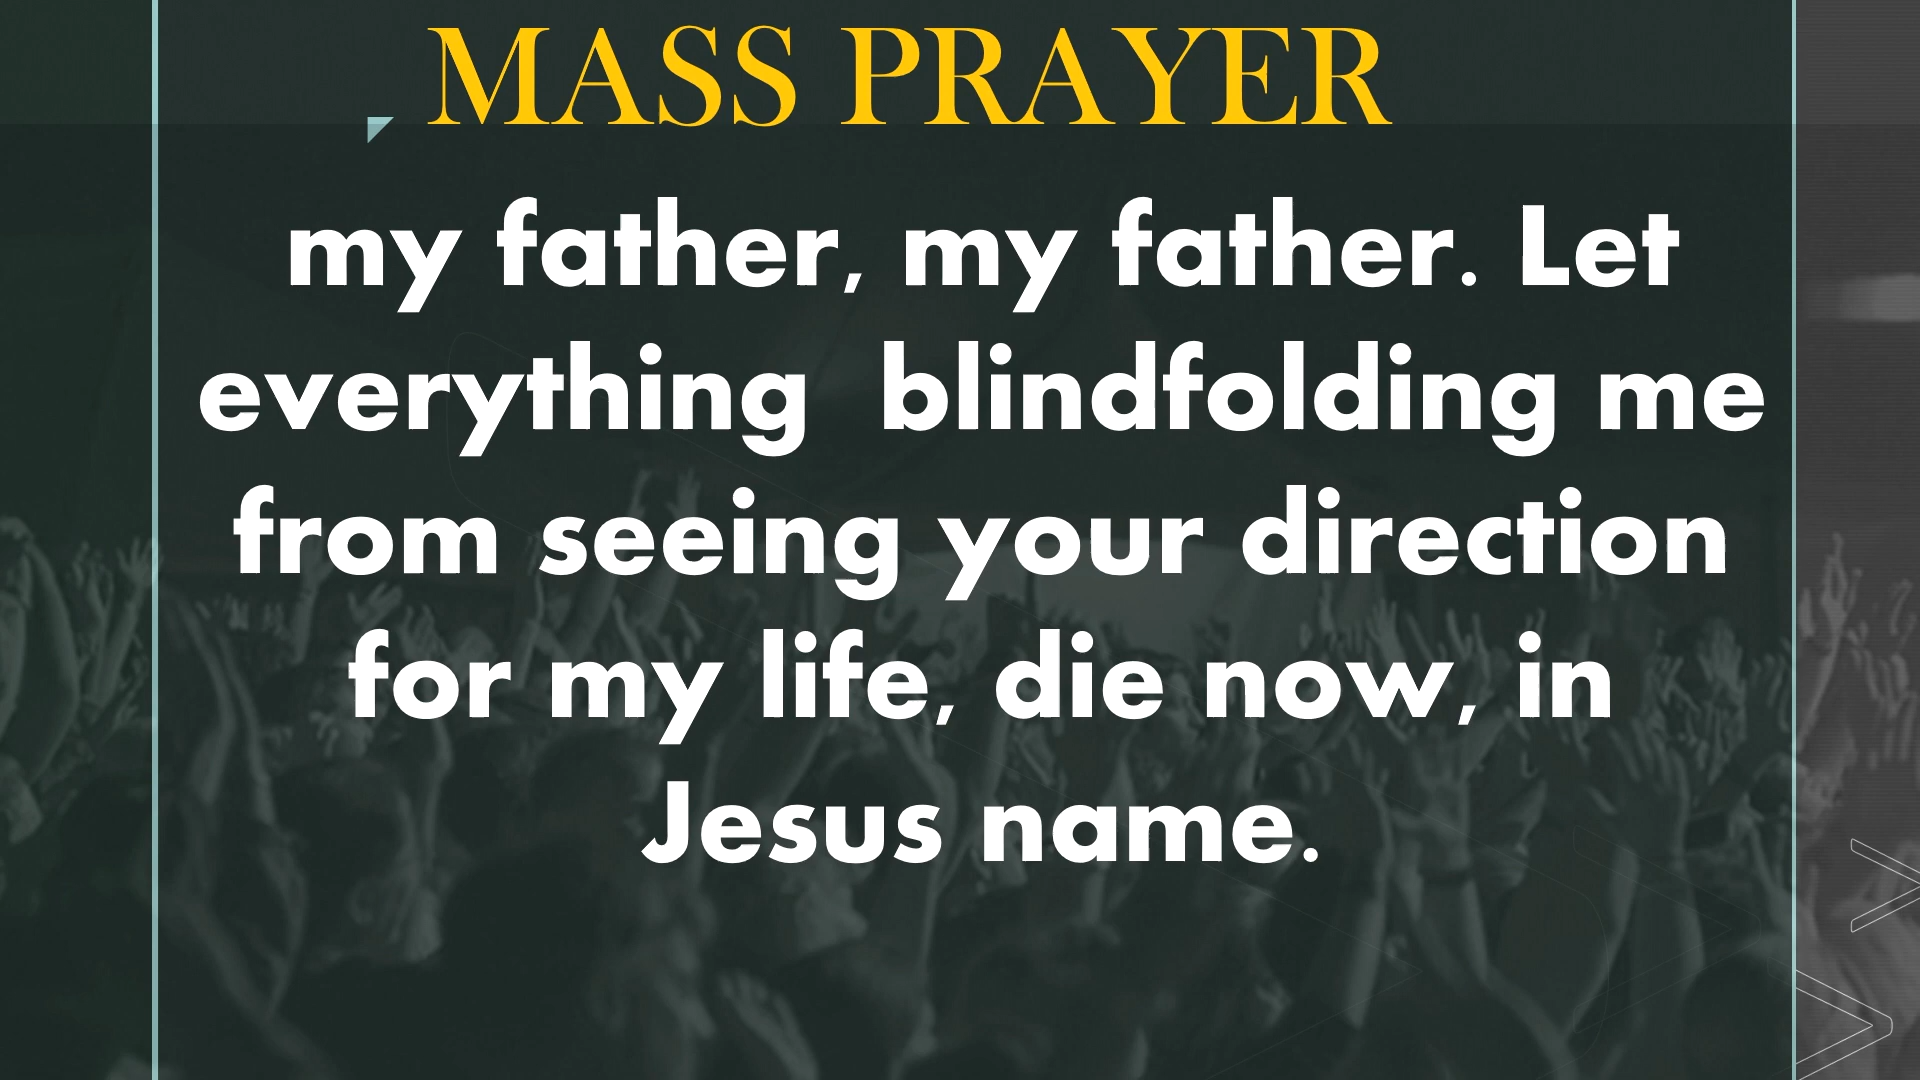 MASS PRAYER
my father, my father. Let
everything  blindfolding me
from seeing your direction
for my life, die now, in
Jesus name.